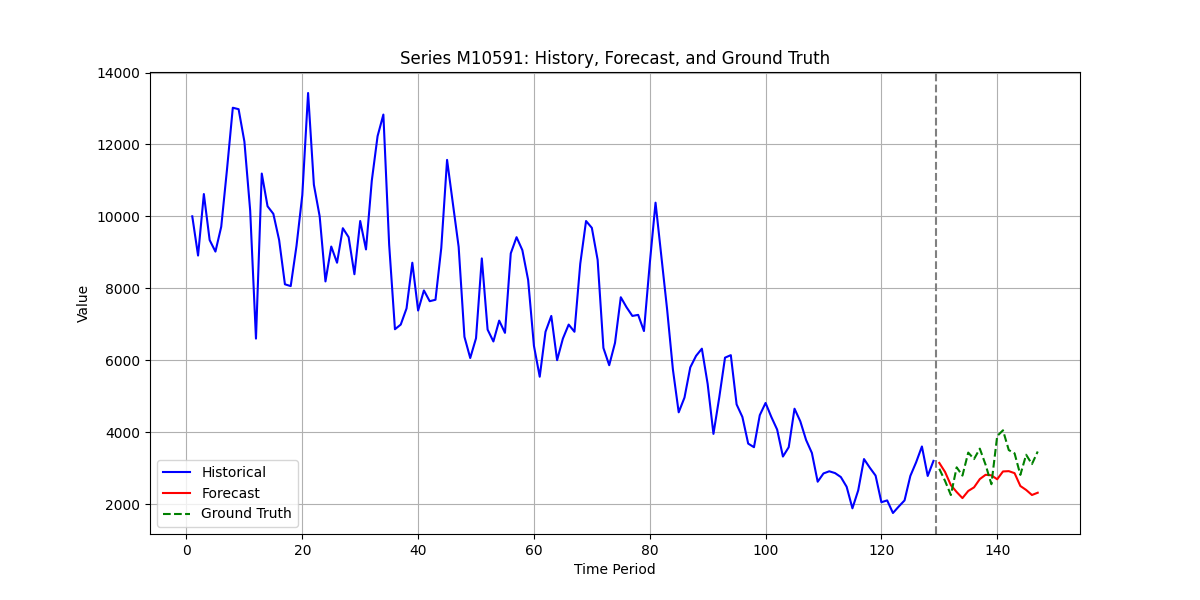 Series M10591: History, Forecast, and Ground Truth
14000
12000
10000
8000
6000
4000
2000
Value
Historical
Forecast
Ground Truth
0
20
40
60
80
100
120
140
Time Period